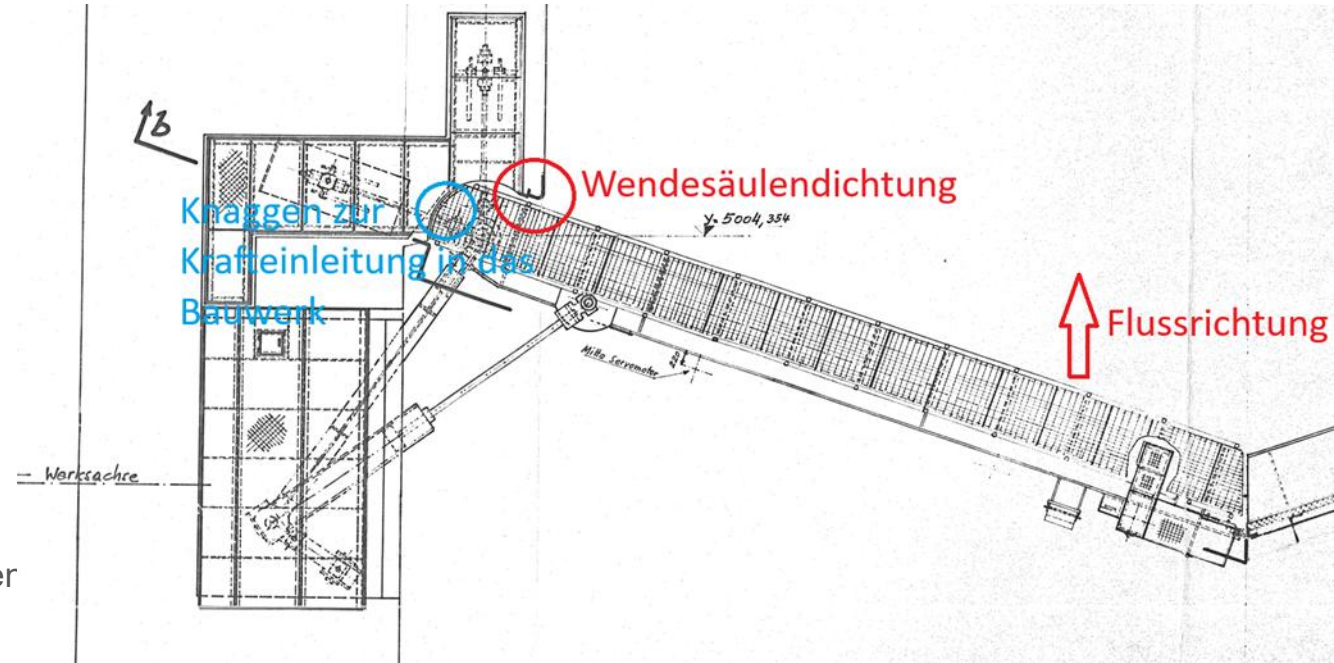 b
Wendesäulendichtung
Knaggen zur
Krafteinleitung in das
Bauwerk
Y= 5004,354
Flussrichtung
Mitte Servomotor
Werksachse
er